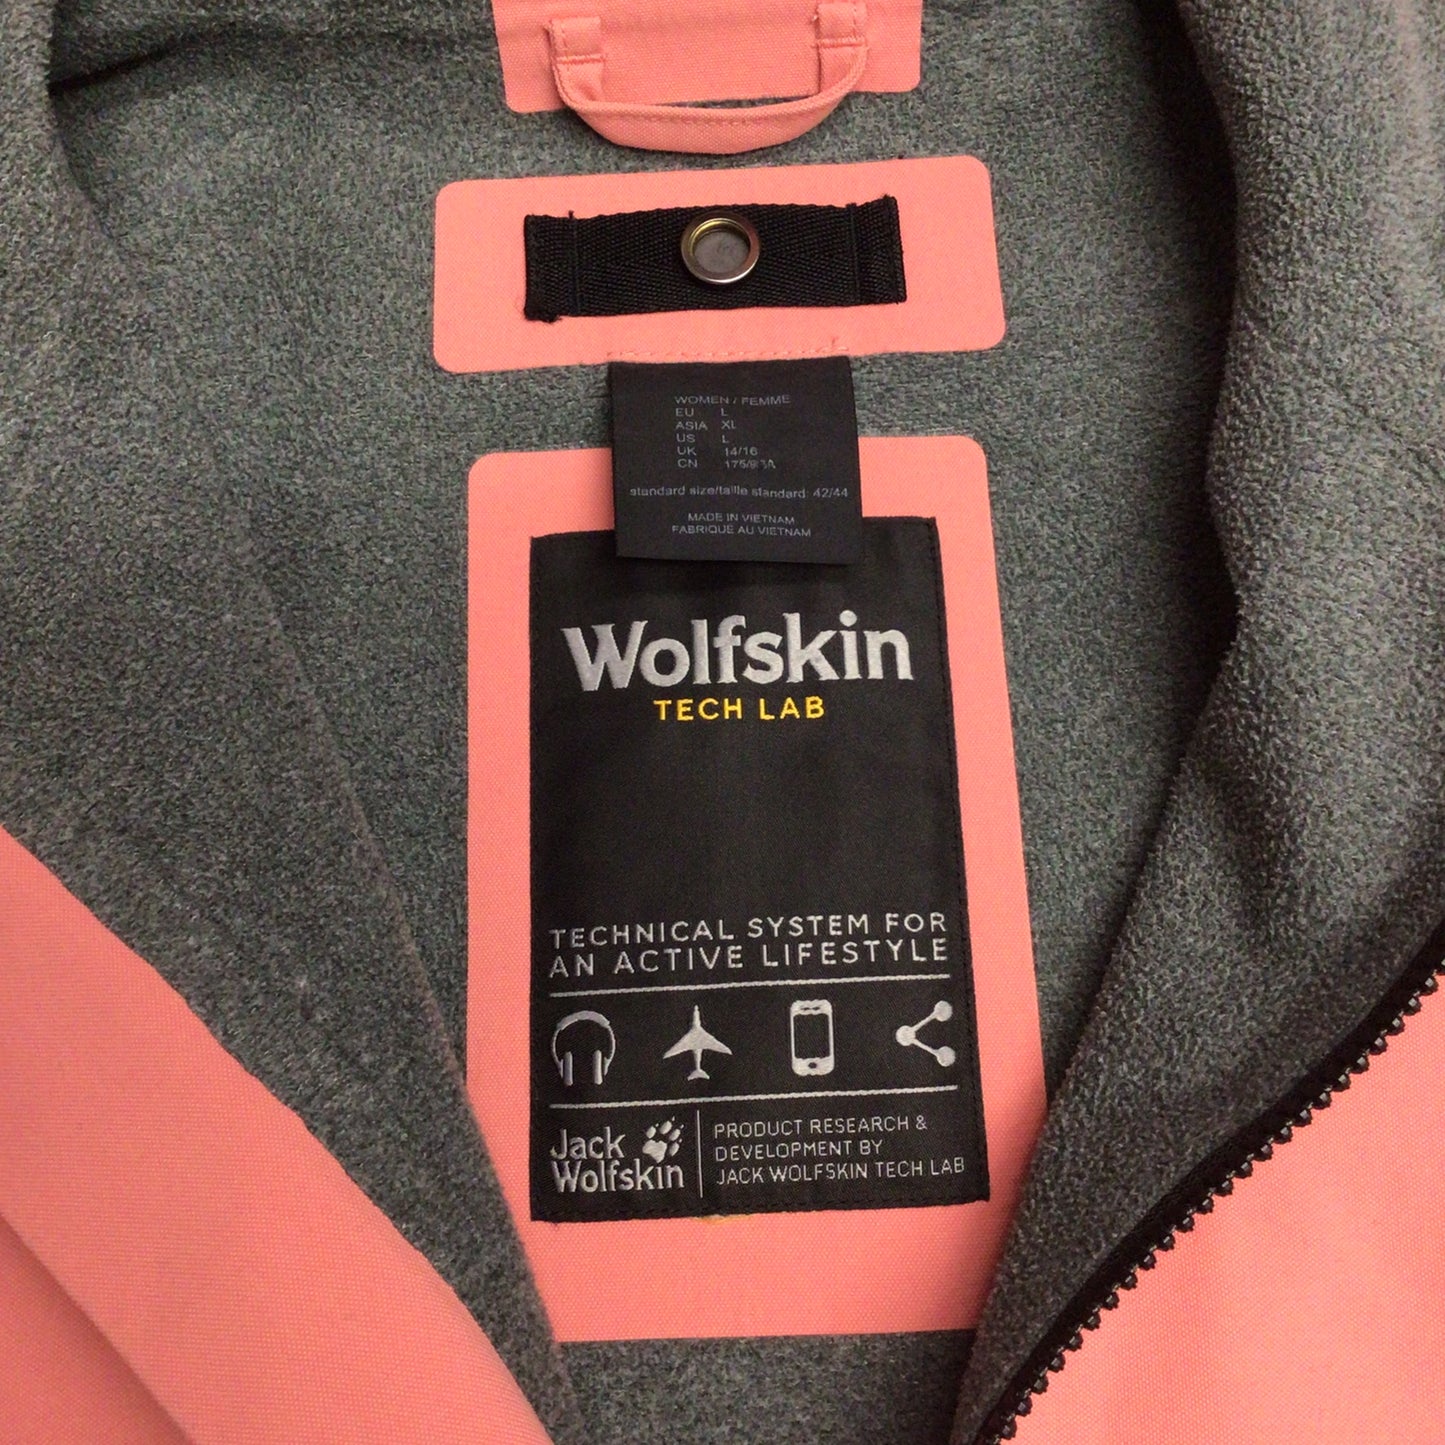 WOMEN / FEMME
EU L
ASIA XL
US L
UK 14/16
CN
standard size/taille standard: 42/44
MADE IN VIETNAM
FABRIQUE AU VIETNAM
Wolfskin
TECH LAB
TECHNICAL SYSTEM FOR
AN ACTIVE LIFESTYLE
Jack
Wolfskin
PRODUCT RESEARCH &
DEVELOPMENT BY
JACK WOLFSKIN TECH LAB